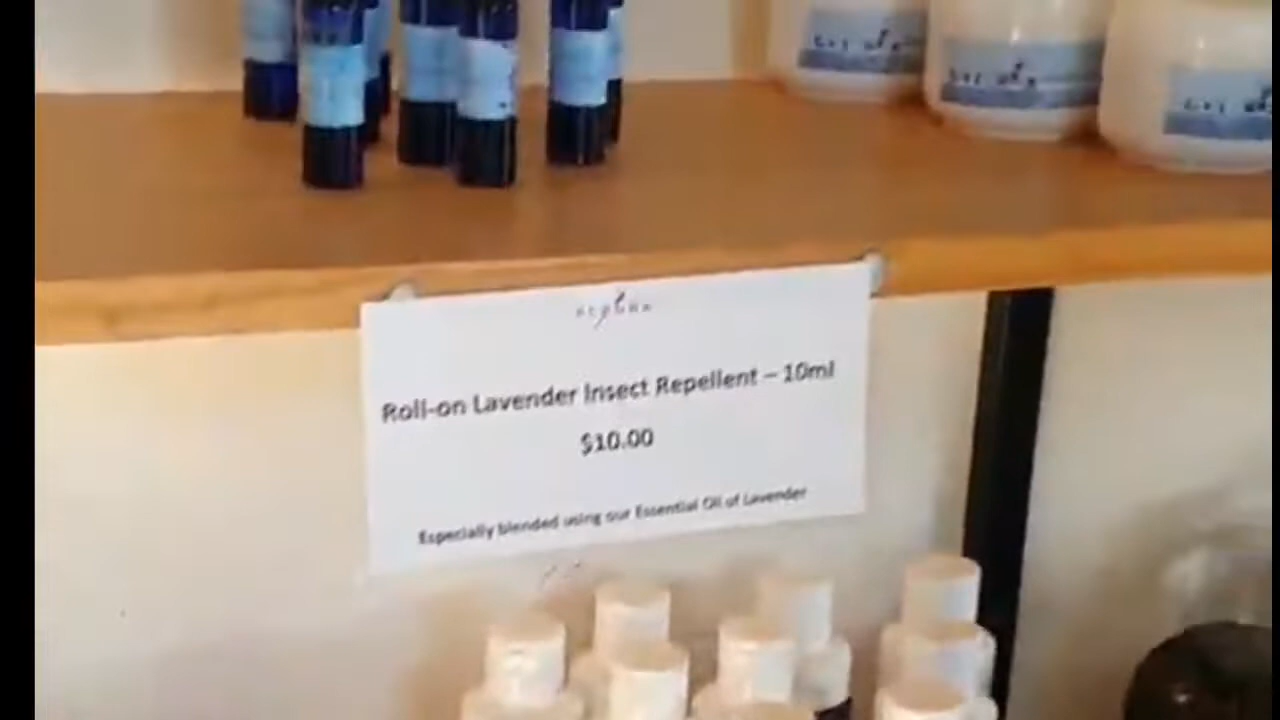 Roll-on Lavender Insect Repellent – 10ml
$10.00
Especially blended using our Essential Oil of Lavender